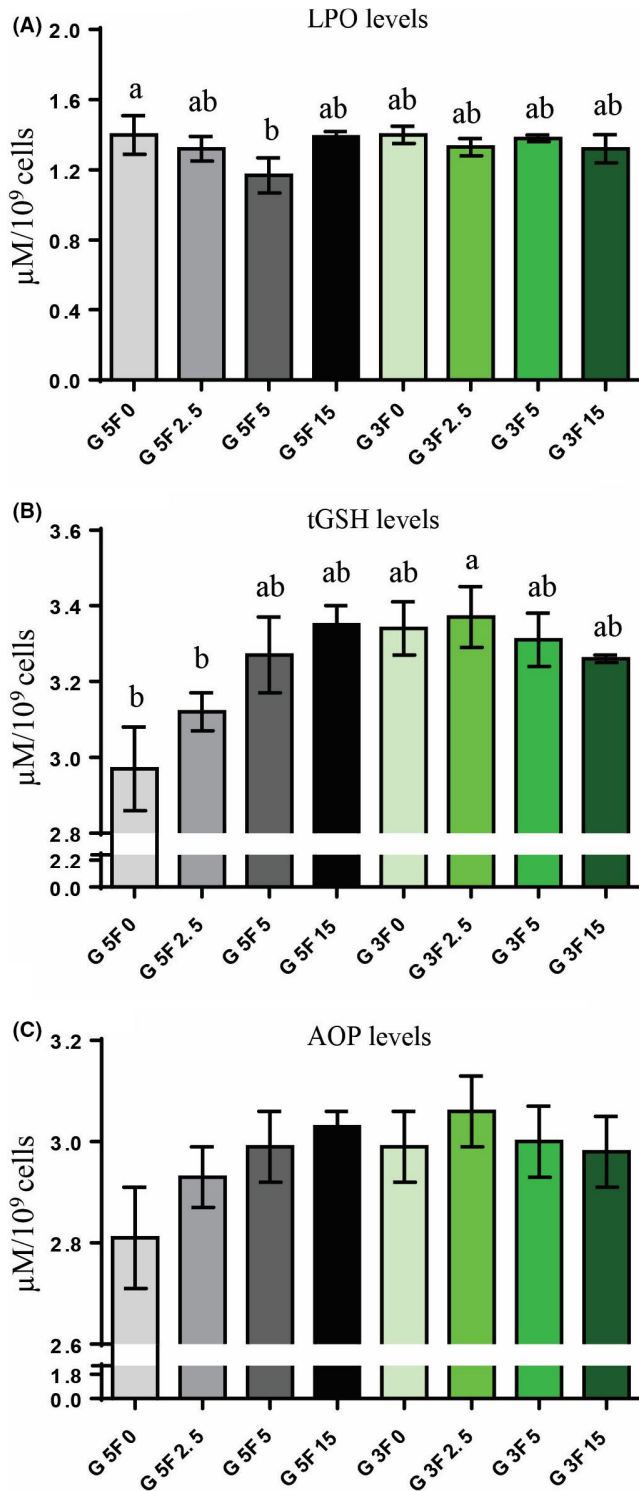 (A)
LPO levels
2.0
1.6
1.2
0.8
0.4
0.0
µM/10⁹ cells
a
ab
b
ab
ab
ab
ab
ab
G 5F 0
G 5F 2.5
G 5F 5
G 5F 15
G 3F 0
G 3F 2.5
G 3F 5
G 3F 15
(B)
tGSH levels
3.6
3.4
3.2
3.0
2.8
2.2
0.0
µM/10⁹ cells
b
b
ab
ab
ab
a
ab
ab
G 5F 0
G 5F 2.5
G 5F 5
G 5F 15
G 3F 0
G 3F 2.5
G 3F 5
G 3F 15
(C)
AOP levels
3.2
3.0
2.8
2.6
1.8
0.0
µM/10⁹ cells
G 5F 0
G 5F 2.5
G 5F 5
G 5F 15
G 3F 0
G 3F 2.5
G 3F 5
G 3F 15